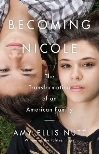 BECOMING
NICOLE
The
Transformation
of an
American Family
AMY ELLIS NUTT